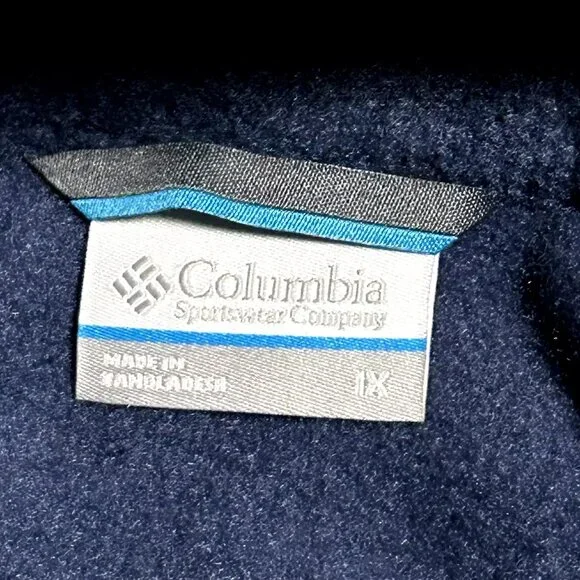 Columbia
Sportswear Company
MADE IN
BANGLADESH
1X